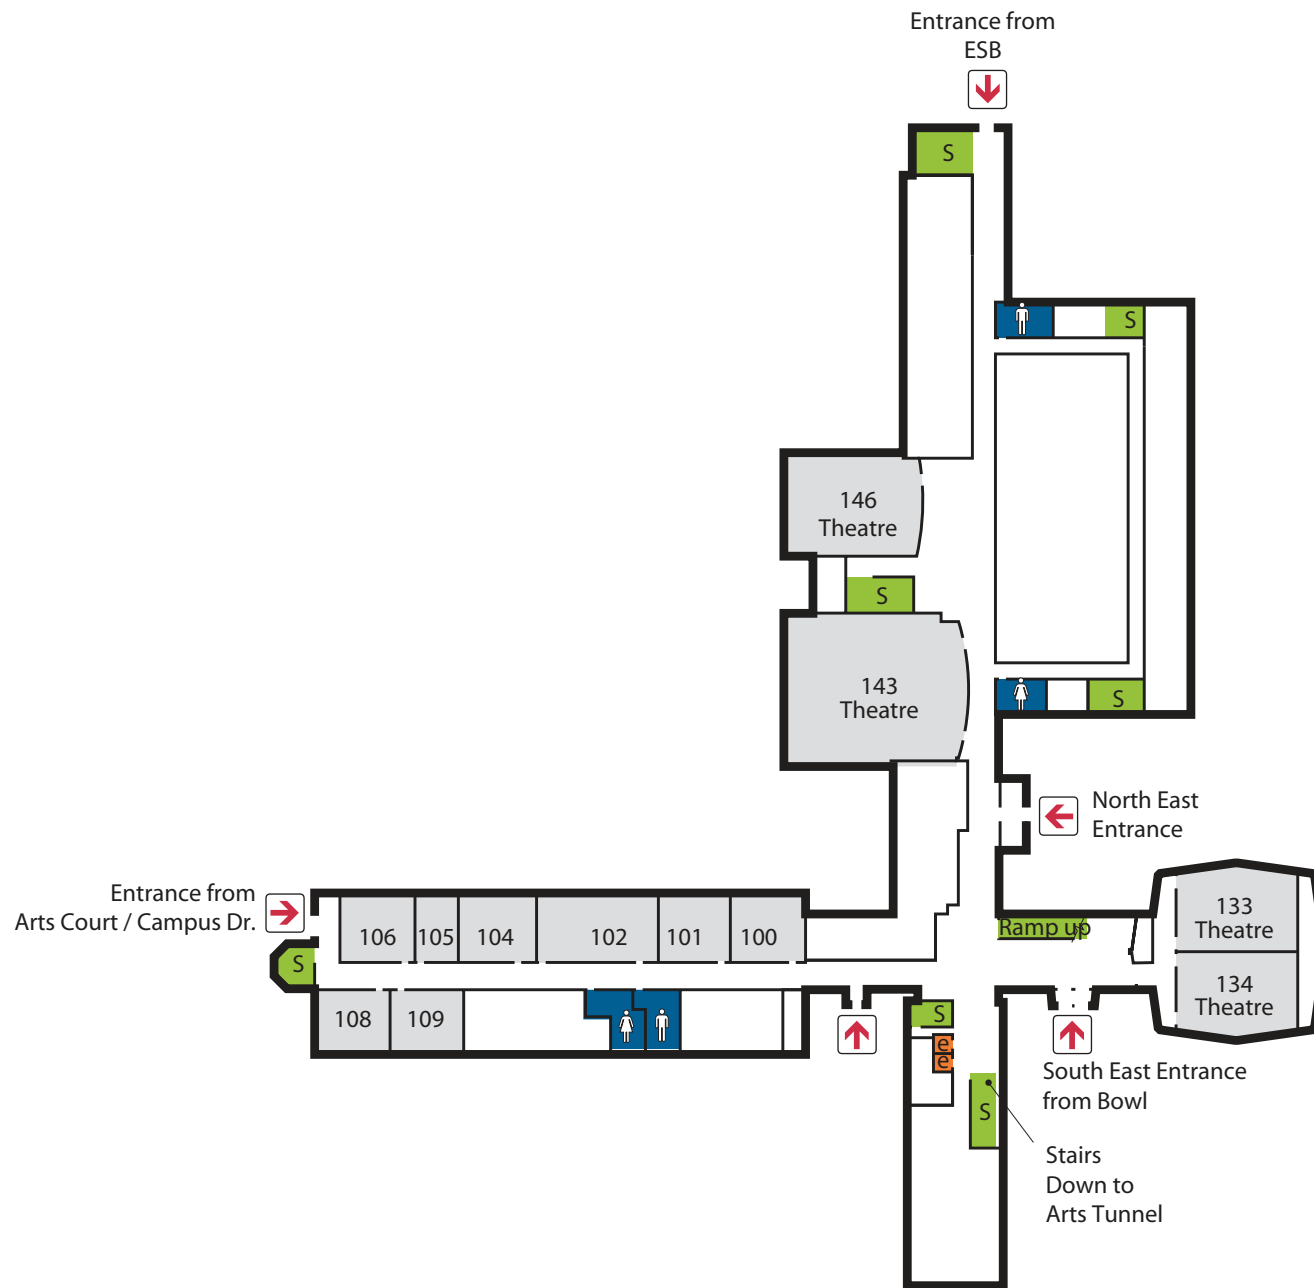 Entrance from
ESB
S
S
146
Theatre
S
143
Theatre
S
North East
Entrance
Entrance from
Arts Court / Campus Dr.
106
105
104
102
101
100
Ramp up
133
Theatre
S
134
Theatre
108
109
S
e
e
South East Entrance
from Bowl
S
Stairs
Down to
Arts Tunnel